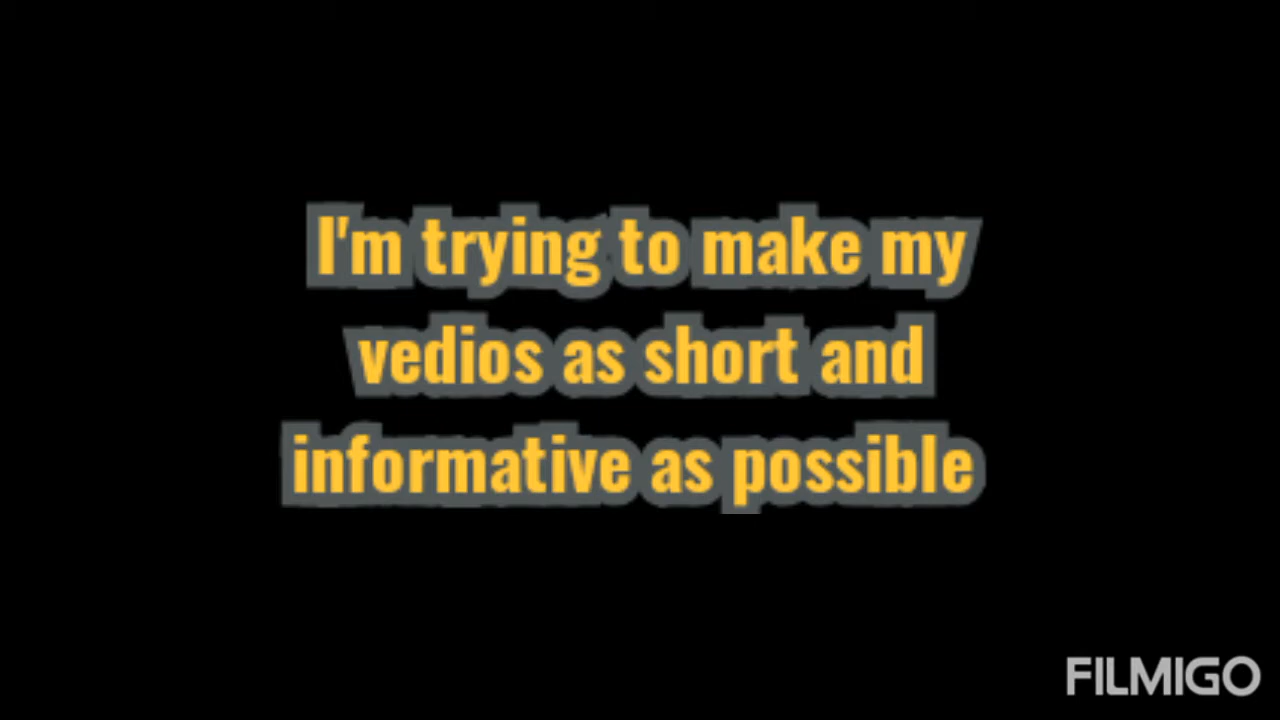 I'm trying to make my
vedios as short and
informative as possible
FILMIGO